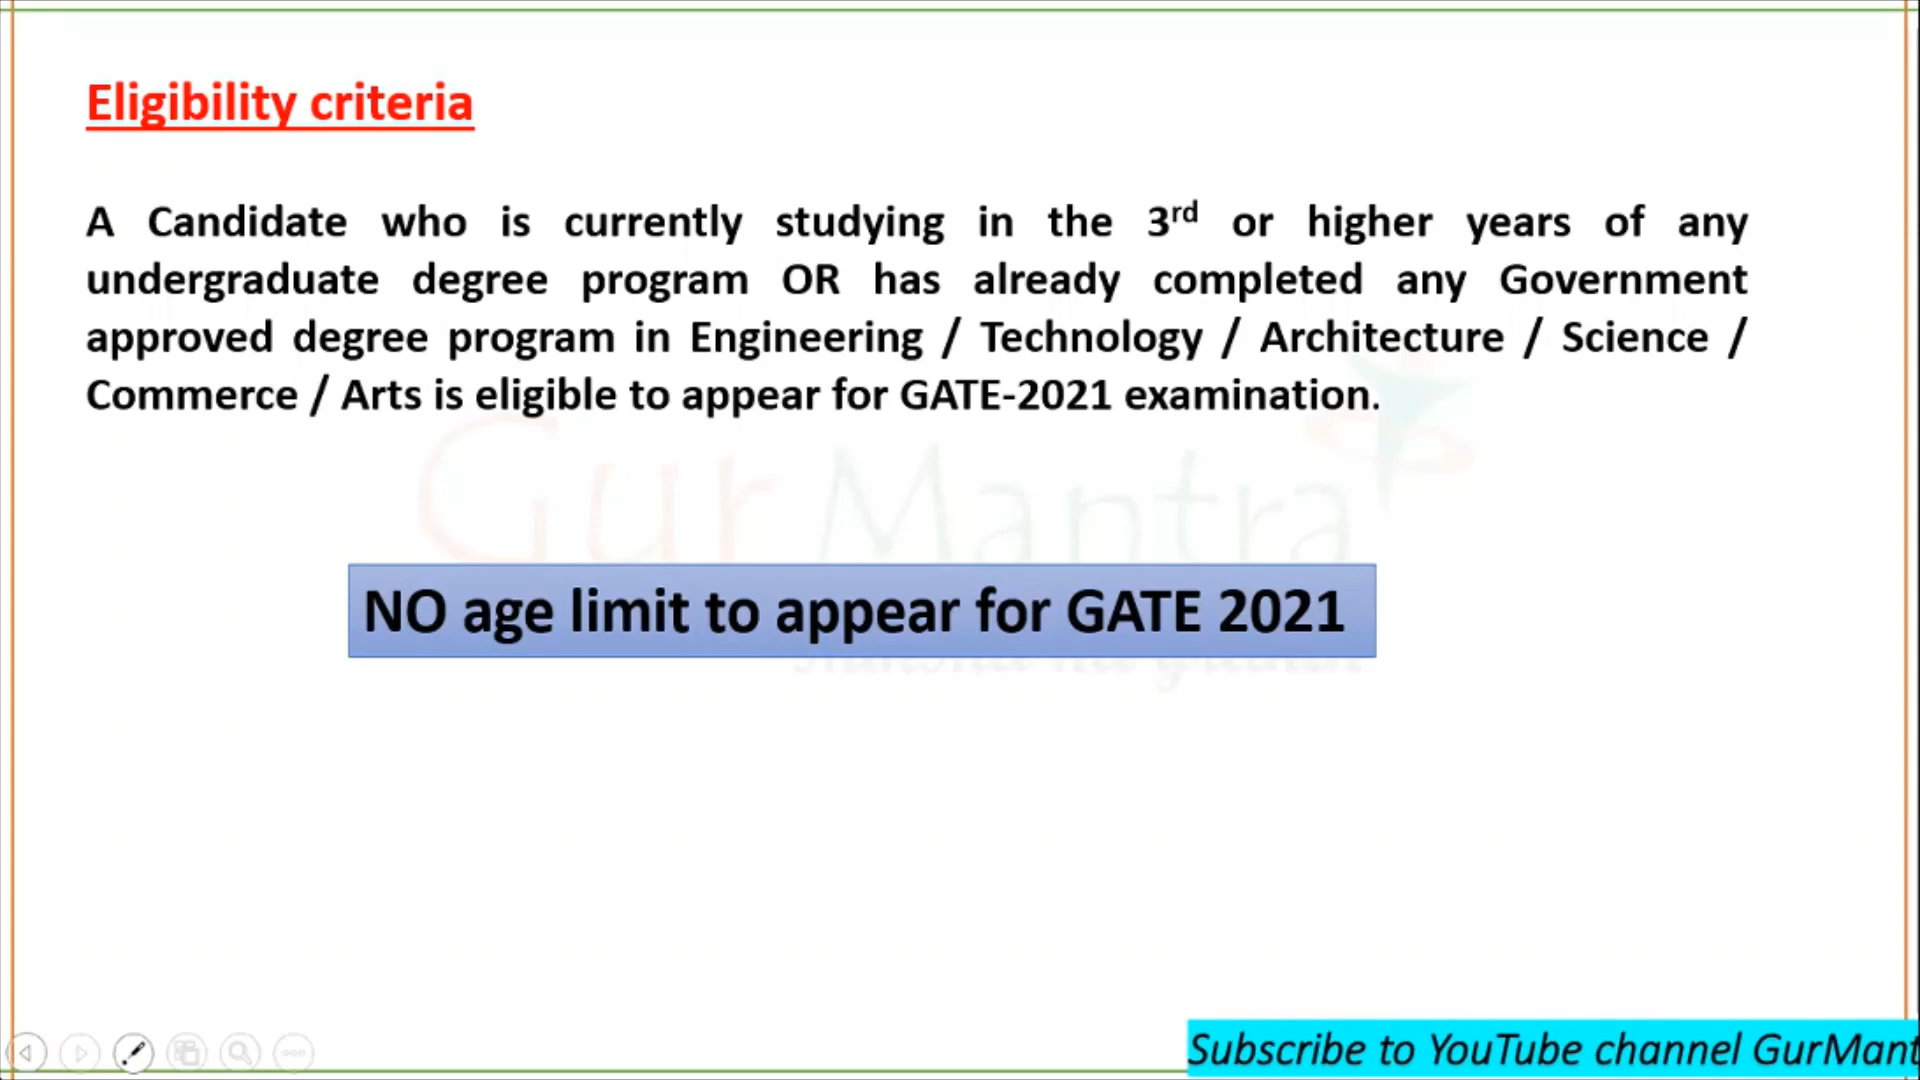 Eligibility criteria
A Candidate who is currently studying in the 3rd or higher years of any
undergraduate degree program OR has already completed any Government
approved degree program in Engineering / Technology / Architecture / Science /
Commerce / Arts is eligible to appear for GATE-2021 examination.
Gur Mantra
NO age limit to appear for GATE 2021
Subscribe to YouTube channel GurMant